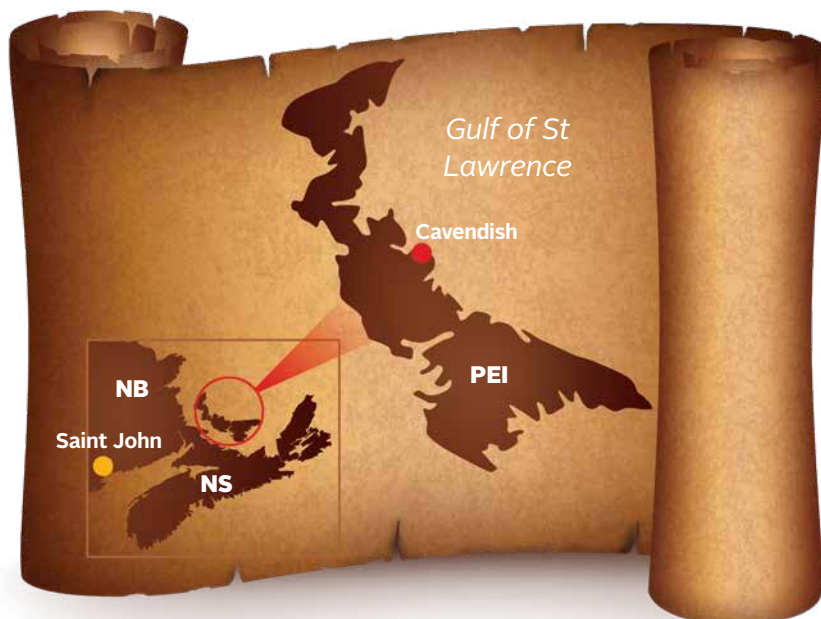 Gulf of St
Lawrence
Cavendish
PEI
NB
Saint John
NS